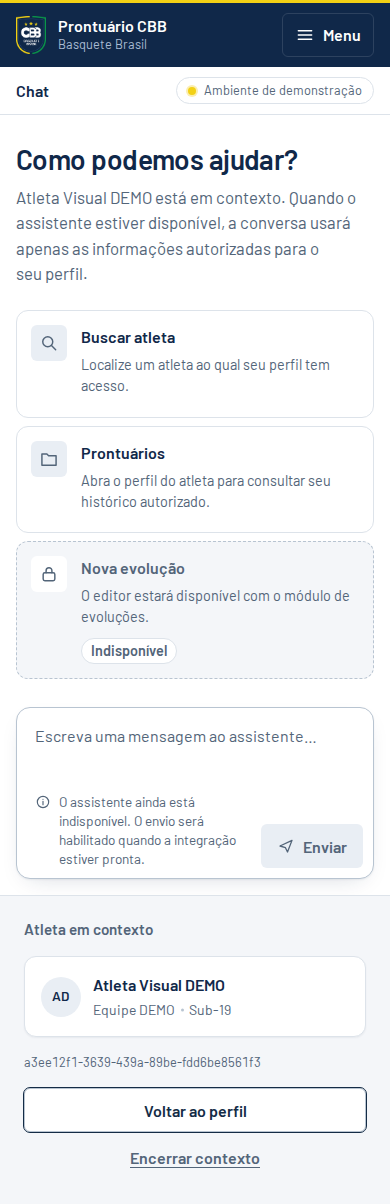 CBB
Prontuário CBB
Basquete Brasil
Menu
Chat
Ambiente de demonstração
Como podemos ajudar?
Atleta Visual DEMO está em contexto. Quando o
assistente estiver disponível, a conversa usará
apenas as informações autorizadas para o
seu perfil.
Buscar atleta
Localize um atleta ao qual seu perfil tem
acesso.
Prontuários
Abra o perfil do atleta para consultar seu
histórico autorizado.
Nova evolução
O editor estará disponível com o módulo de
evoluções.
Indisponível
Escreva uma mensagem ao assistente...
O assistente ainda está
indisponível. O envio será
habilitado quando a integração
estiver pronta.
Enviar
Atleta em contexto
AD
Atleta Visual DEMO
Equipe DEMO • Sub-19
a3ee12f1-3639-439a-89be-fdd6be8561f3
Voltar ao perfil
Encerrar contexto